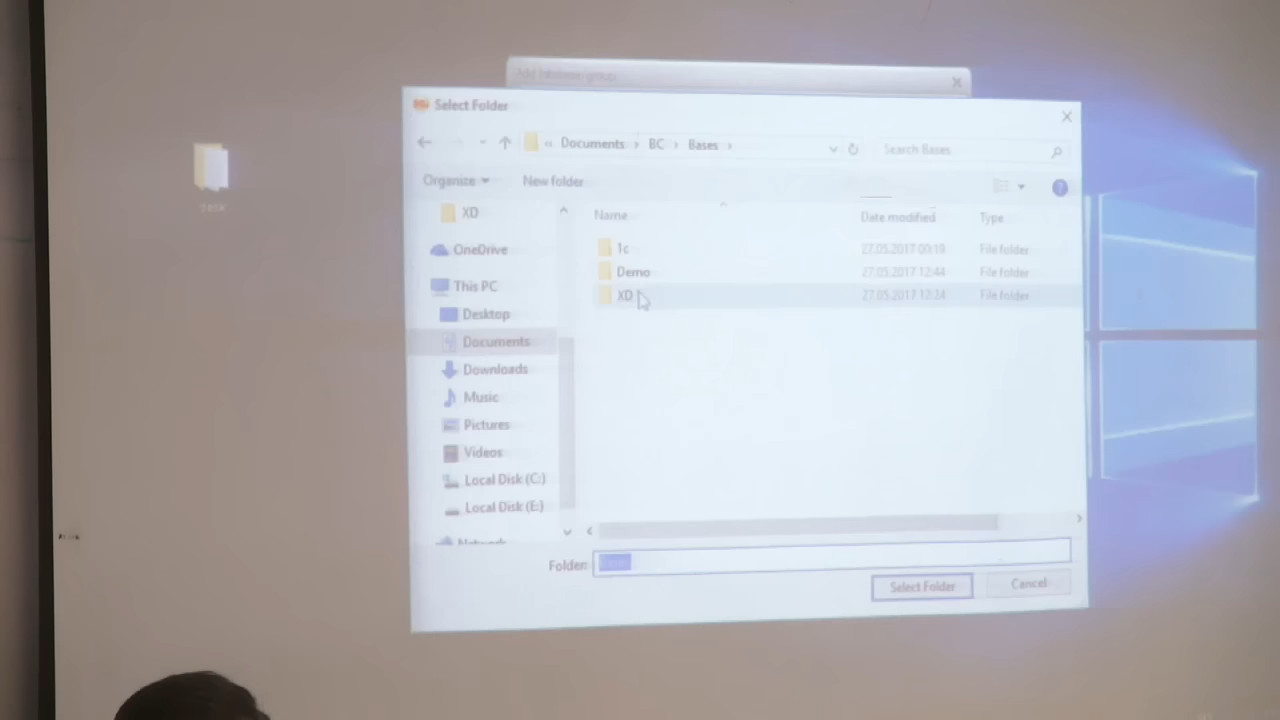 Add infobase group
Select Folder
« Documents › BC › Bases ›
Search Bases
Organize
New folder
Name
Date modified
Type
XD
OneDrive
This PC
Desktop
Documents
Downloads
Music
Pictures
Videos
Local Disk (C:)
Local Disk (E:)
Network
1c 27.05.2017 00:19 File folder
Demo 27.05.2017 12:44 File folder
XD 27.05.2017 12:24 File folder
Folder:
Select Folder
Cancel